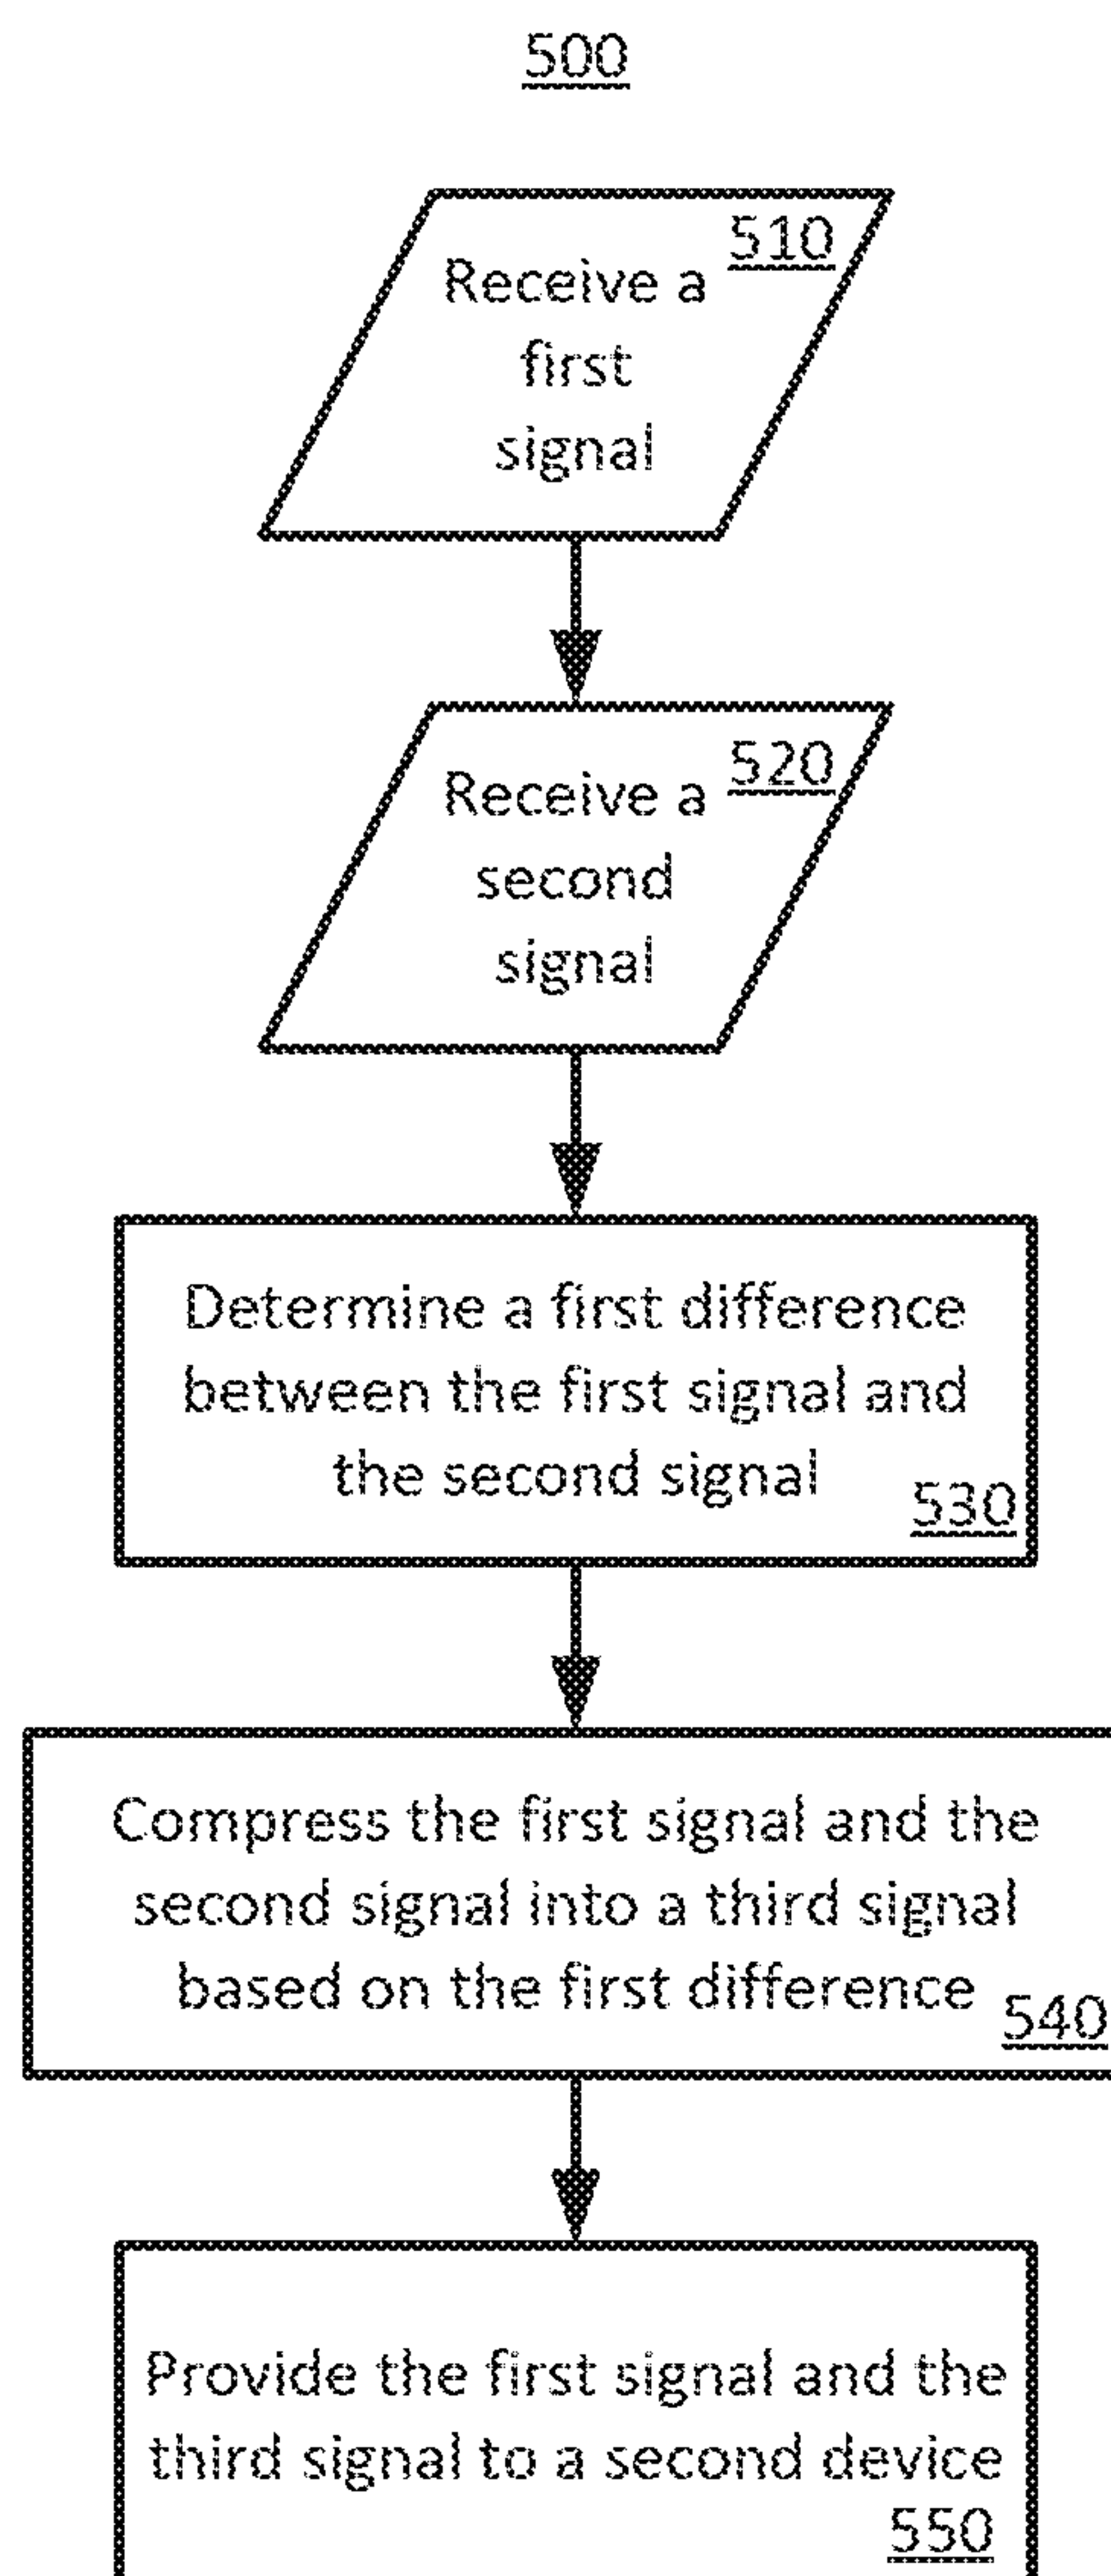 500
510
Receive a
first
signal
520
Receive a
second
signal
Determine a first difference
between the first signal and
the second signal
530
Compress the first signal and the
second signal into a third signal
based on the first difference
540
Provide the first signal and the
third signal to a second device
550